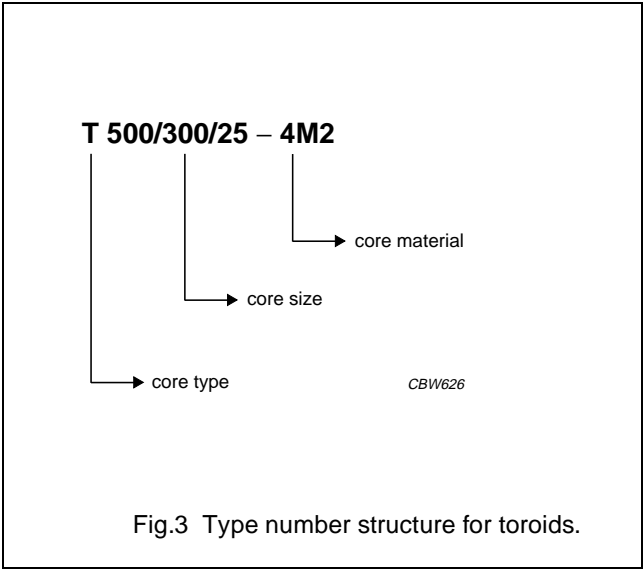 T 500/300/25 – 4M2
core material
core size
core type
CBW626
Fig.3 Type number structure for toroids.